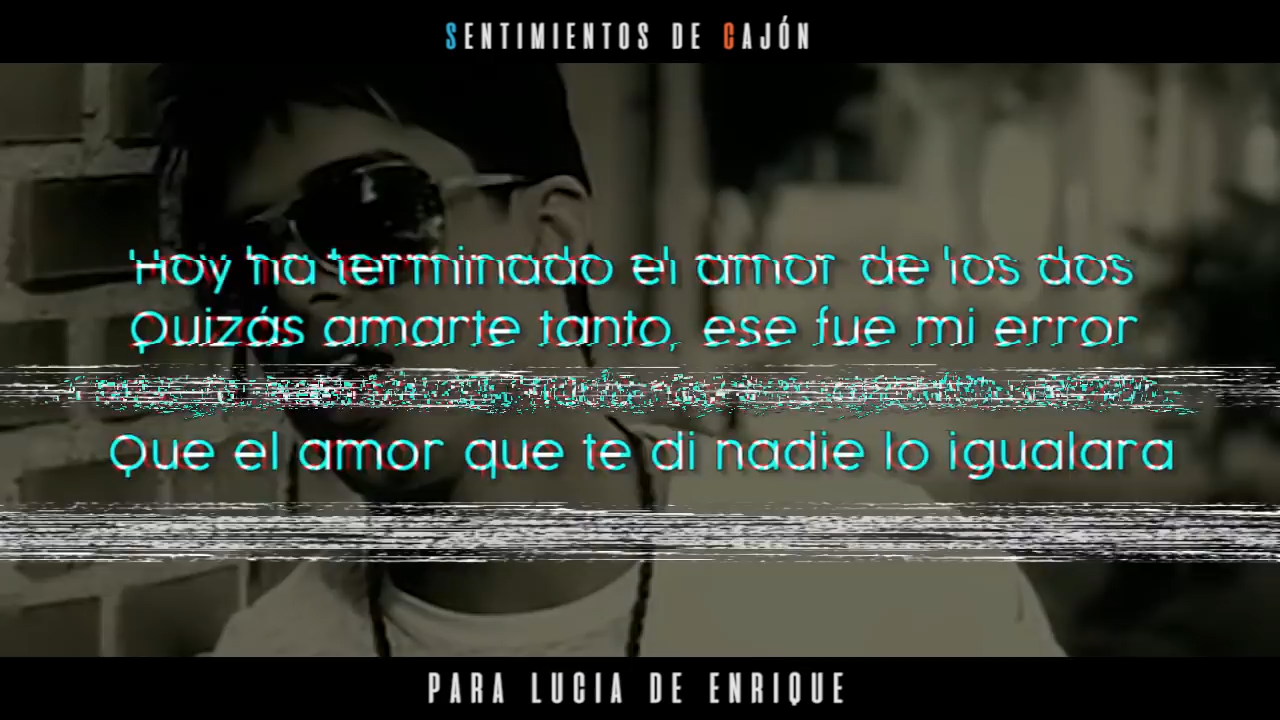 SENTIMIENTOS DE CAJÓN
Hoy ha terminado el amor de los dos
Quizás amarte tanto, ese fue mi error
Que el amor que te di nadie lo igualara
PARA LUCIA DE ENRIQUE